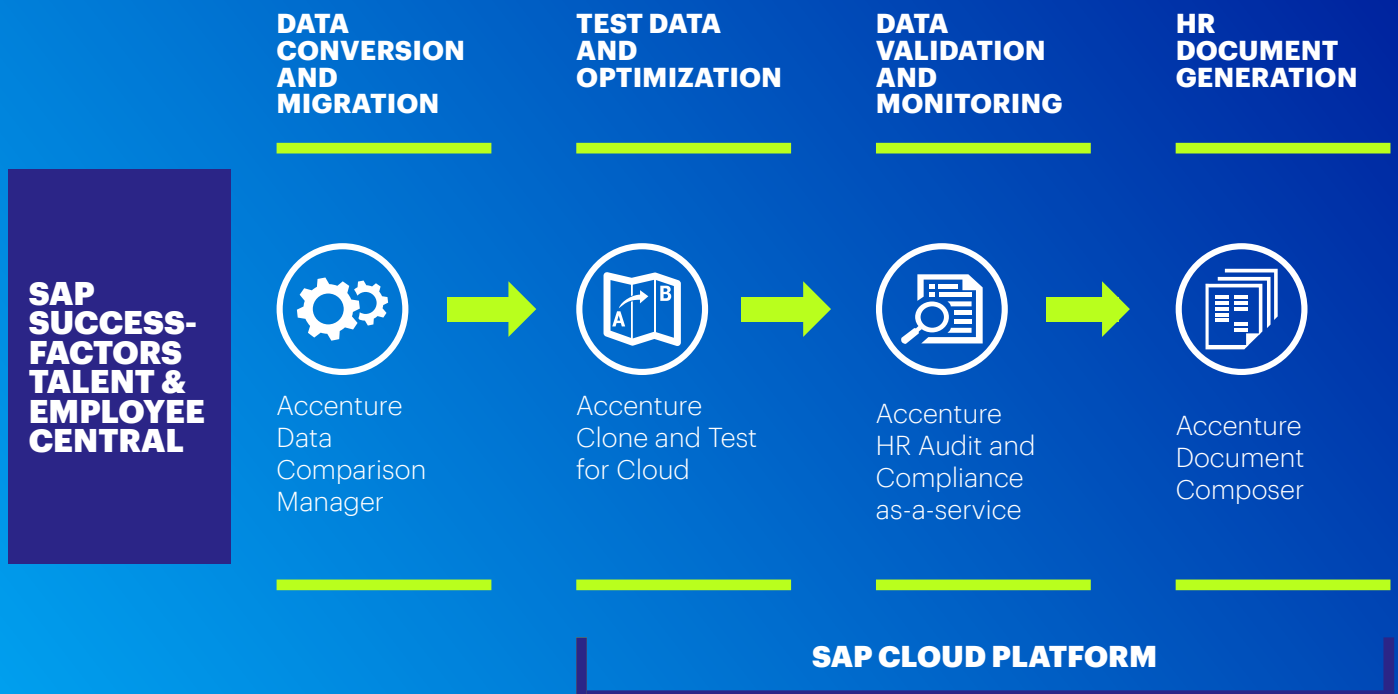 DATA
CONVERSION
AND
MIGRATION
TEST DATA
AND
OPTIMIZATION
DATA
VALIDATION
AND
MONITORING
HR
DOCUMENT
GENERATION
SAP
SUCCESS-
FACTORS
TALENT &
EMPLOYEE
CENTRAL
Accenture
Data
Comparison
Manager
A
B
Accenture
Clone and Test
for Cloud
Accenture
HR Audit and
Compliance
as-a-service
Accenture
Document
Composer
SAP CLOUD PLATFORM